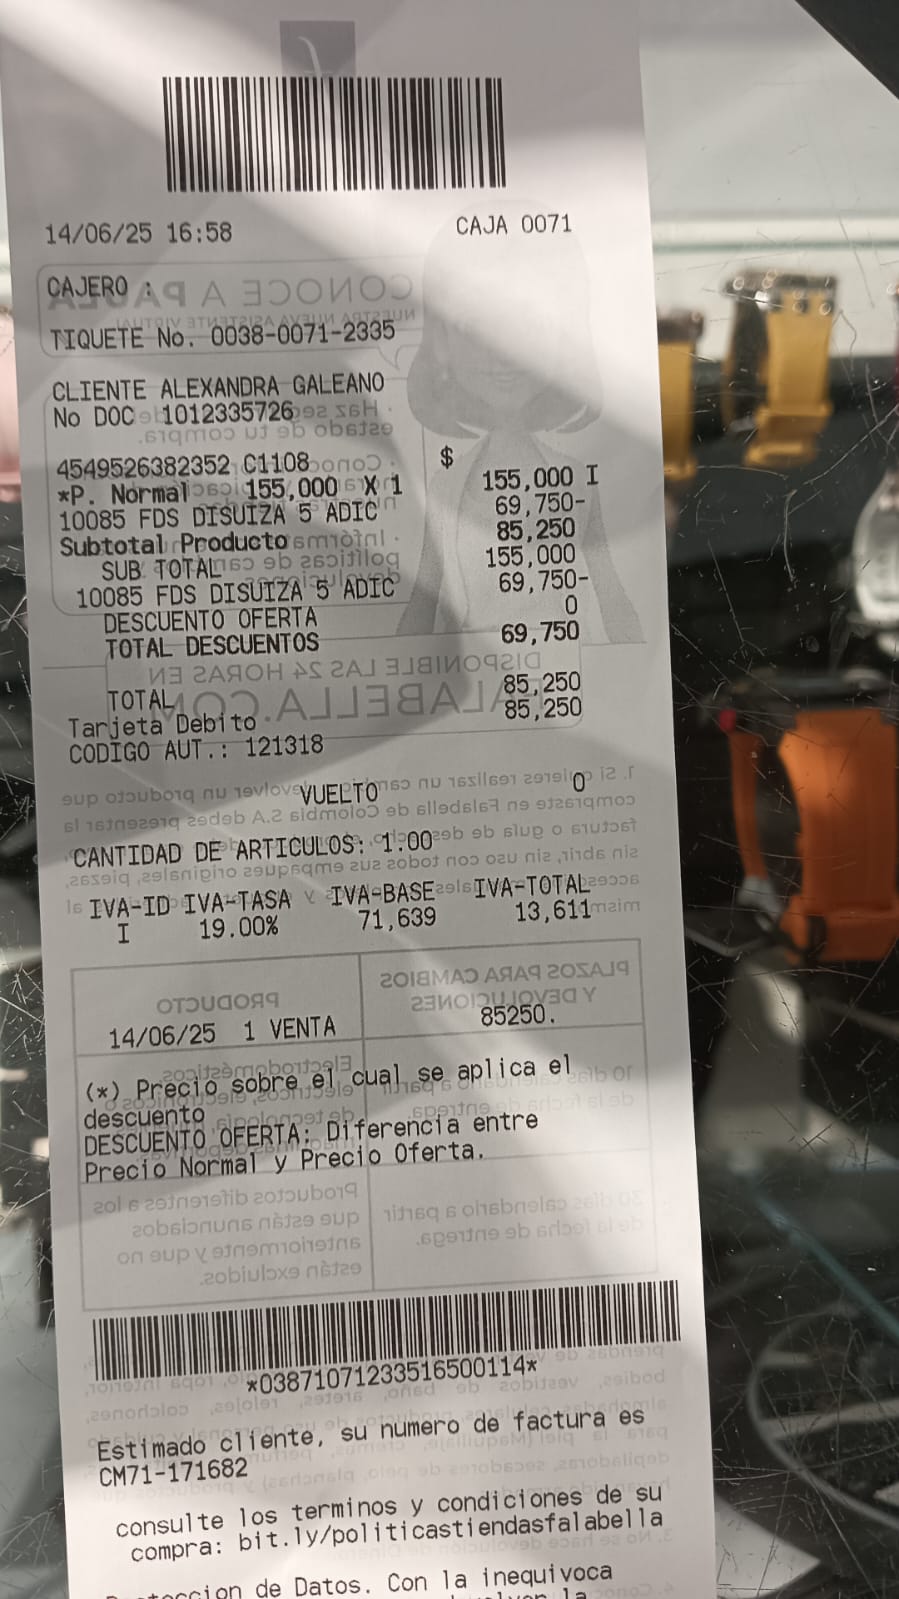 14/06/25 16:58 CAJA 0071
CAJERO :
TIQUETE No. 0038-0071-2335
CLIENTE ALEXANDRA GALEANO
No DOC 1012335726
4549526382352 C1108 $
*P. Normal 155,000 X 1 155,000 I
10085 FDS DISUIZA 5 ADIC 69,750-
Subtotal Producto 85,250
SUB TOTAL 155,000
10085 FDS DISUIZA 5 ADIC 69,750-
DESCUENTO OFERTA 0
TOTAL DESCUENTOS 69,750
TOTAL 85,250
Tarjeta Debito 85,250
CODIGO AUT.: 121318
VUELTO 0
CANTIDAD DE ARTICULOS: 1.00
IVA-ID IVA-TASA IVA-BASE IVA-TOTAL
I 19.00% 71,639 13,611
14/06/25 1 VENTA 85250.
(*) Precio sobre el cual se aplica el
descuento
DESCUENTO OFERTA: Diferencia entre
Precio Normal y Precio Oferta.
*03871071233516500114*
Estimado cliente, su numero de factura es
CM71-171682
consulte los terminos y condiciones de su
compra: bit.ly/politicastiendasfalabella
de Datos. Con la inequivoca